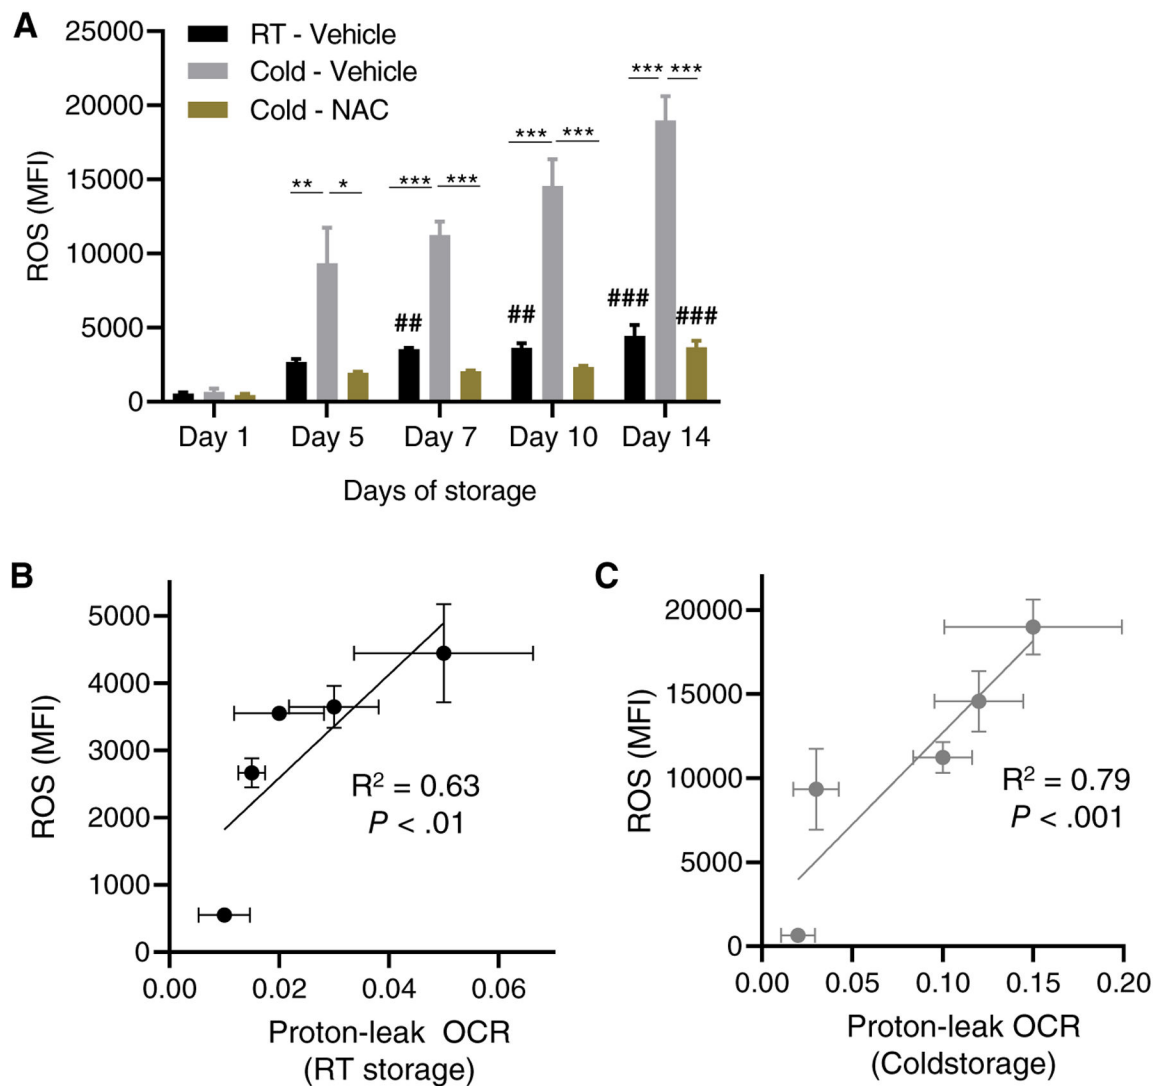 A
25000
20000
15000
10000
5000
0
ROS (MFI)
RT - Vehicle
Cold - Vehicle
Cold - NAC
*** ***
*** ***
** * *** ***
### ###
## ##
Day 1 Day 5 Day 7 Day 10 Day 14
Days of storage
B
5000
4000
3000
2000
1000
0
ROS (MFI)
R² = 0.63
P < .01
0.00 0.02 0.04 0.06
Proton-leak OCR
(RT storage)
C
20000
15000
10000
5000
0
ROS (MFI)
R² = 0.79
P < .001
0.00 0.05 0.10 0.15 0.20
Proton-leak OCR
(Coldstorage)